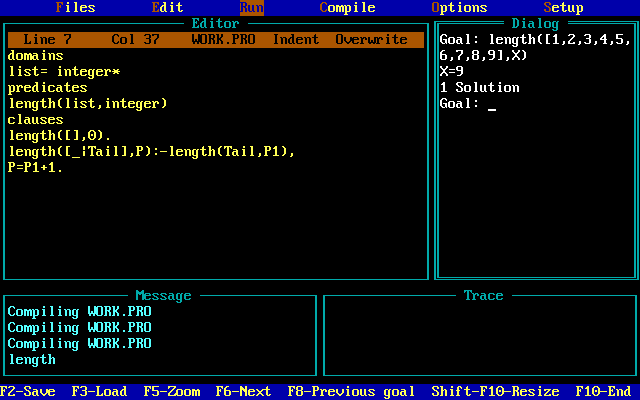 Files Edit Run Compile Options Setup
Editor
Line 7 Col 37 WORK.PRO Indent Overwrite
domains
list= integer*
predicates
length(list,integer)
clauses
length([],0).
length([_|Tail],P):-length(Tail,P1),
P=P1+1.
Dialog
Goal: length([1,2,3,4,5,
6,7,8,9],X)
X=9
1 Solution
Goal: _
Message
Compiling WORK.PRO
Compiling WORK.PRO
Compiling WORK.PRO
length
Trace
F2-Save F3-Load F5-Zoom F6-Next F8-Previous goal Shift-F10-Resize F10-End